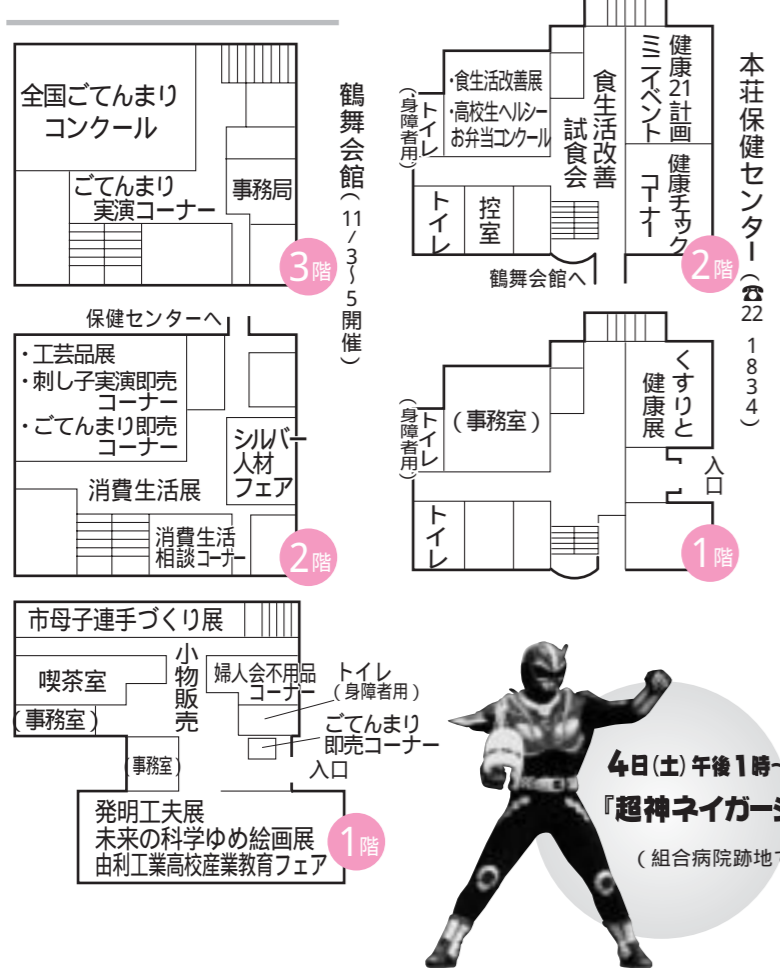 鶴舞会館(11/3〜5開催)
全国ごてんまり
コンクール
ごてんまり
実演コーナー
事務局
3階
保健センターへ
・工芸品展
・刺し子実演即売
コーナー
・ごてんまり即売
コーナー
シルバー
人材
フェア
消費生活展
消費生活
相談コーナー
2階
市母子連手づくり展
喫茶室
小物販売
婦人会不用品
コーナー
トイレ
(身障者用)
(事務室)
ごてんまり
即売コーナー
(事務室)
入口
発明工夫展
未来の科学ゆめ絵画展
由利工業高校産業教育フェア
1階
本荘保健センター(☎22 1834)
健康21計画
ミニイベント
・食生活改善展
・高校生ヘルシー
お弁当コンクール
食生活改善
試食会
トイレ
(身障者用)
健康チェック
コーナー
トイレ
控室
鶴舞会館へ
2階
くすりと
健康展
(事務室)
トイレ
(身障者用)
入口
トイレ
1階
4日(土)午後1時〜
『超神ネイガーシ
(組合病院跡地で